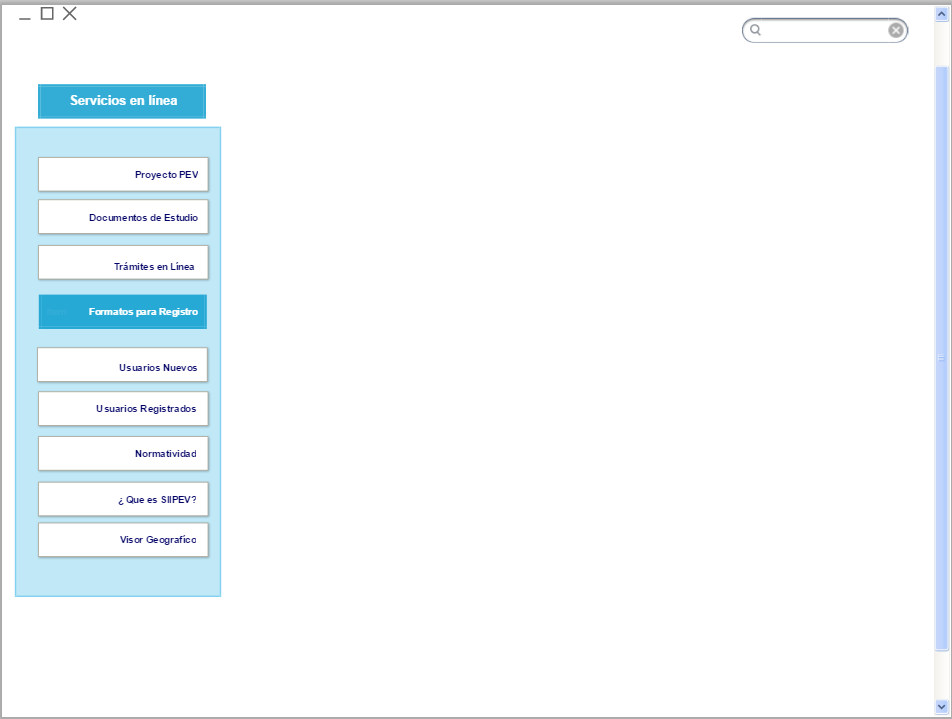 Servicios en línea
Proyecto PEV
Documentos de Estudio
Trámites en Línea
Formatos para Registro
Usuarios Nuevos
Usuarios Registrados
Normatividad
¿ Que es SIIPEV?
Visor Geografíco